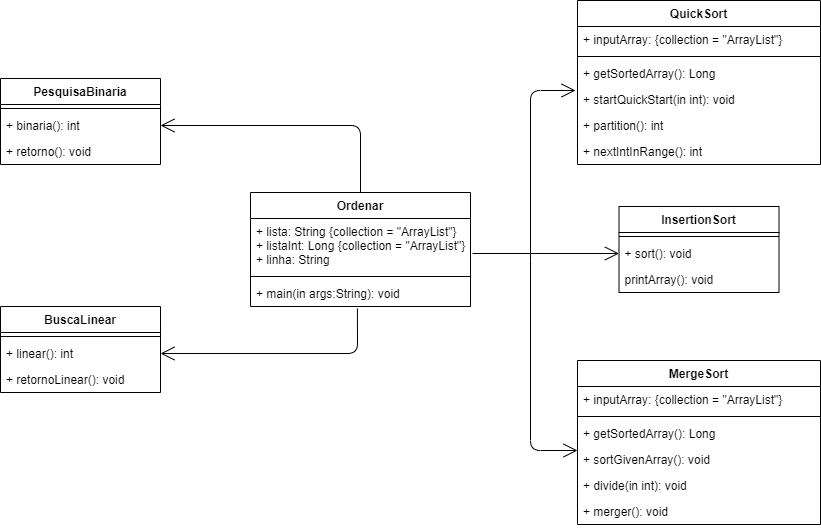 QuickSort
+ inputArray: {collection = "ArrayList"}
+ getSortedArray(): Long
+ startQuickStart(in int): void
+ partition(): int
+ nextIntInRange(): int
PesquisaBinaria
+ binaria(): int
+ retorno(): void
Ordenar
+ lista: String {collection = "ArrayList"}
+ listaInt: Long {collection = "ArrayList"}
+ linha: String
+ main(in args:String): void
InsertionSort
+ sort(): void
printArray(): void
BuscaLinear
+ linear(): int
+ retornoLinear(): void
MergeSort
+ inputArray: {collection = "ArrayList"}
+ getSortedArray(): Long
+ sortGivenArray(): void
+ divide(in int): void
+ merger(): void